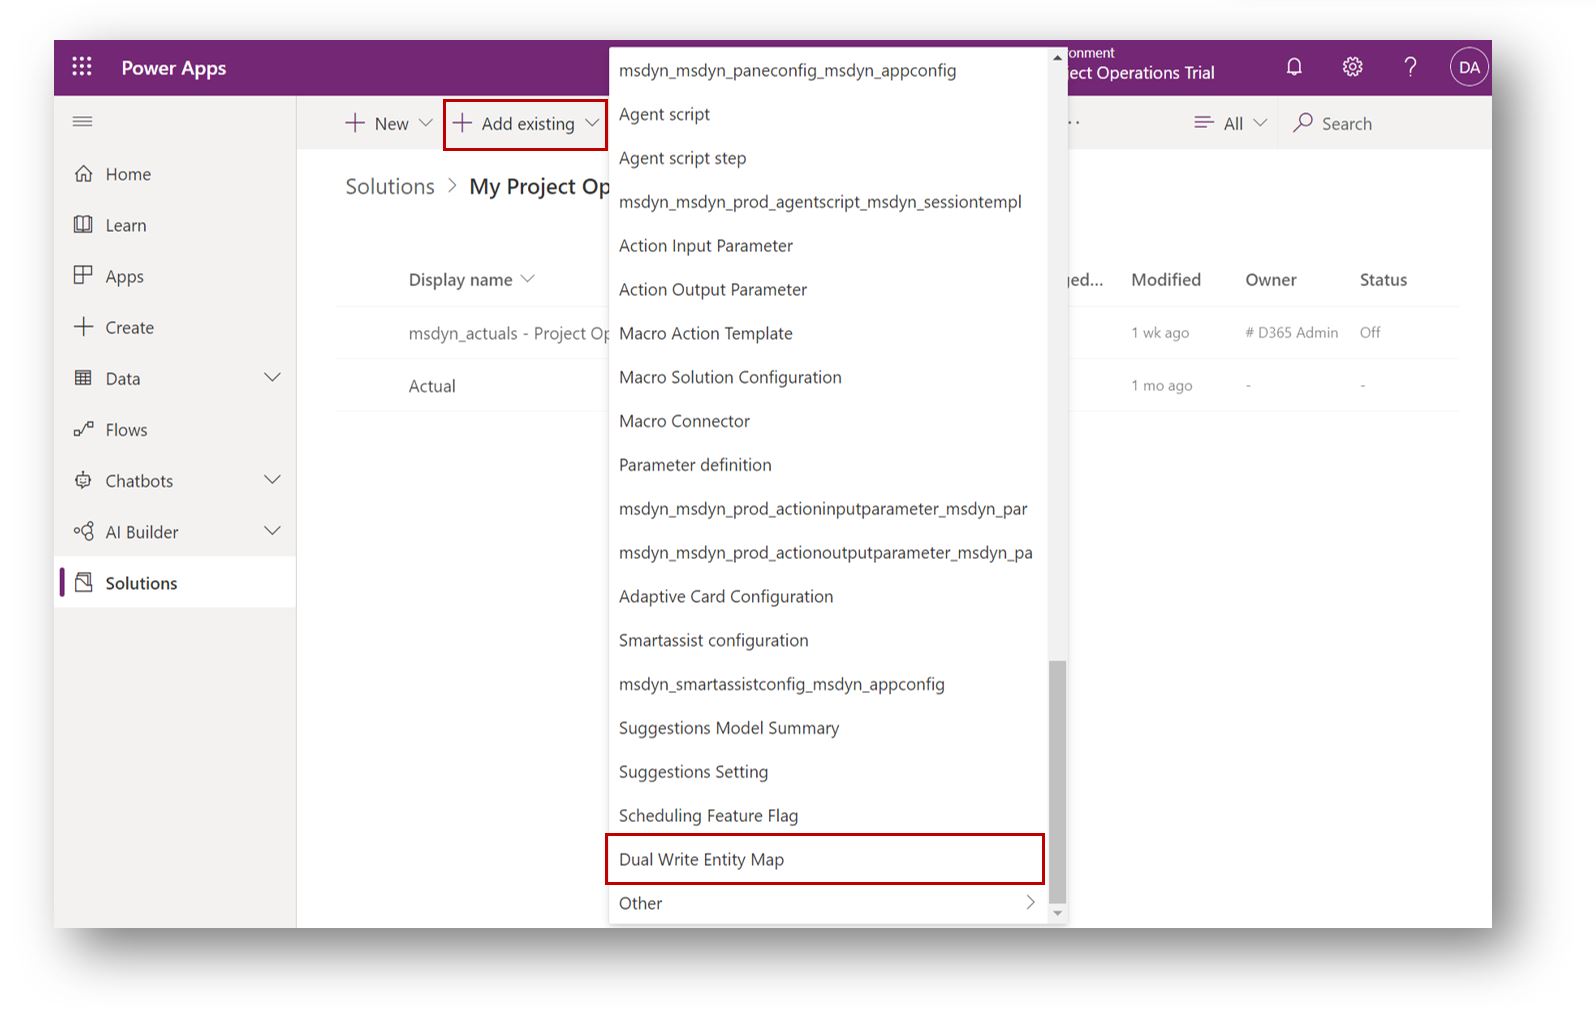 Power Apps
onment
ect Operations Trial
DA
New
Add existing
All
Search
Home
Learn
Apps
Create
Data
Flows
Chatbots
AI Builder
Solutions
Solutions > My Project Op
Display name
ged...
Modified
Owner
Status
msdyn_actuals - Project Op
1 wk ago
# D365 Admin
Off
Actual
1 mo ago
-
-
msdyn_msdyn_paneconfig_msdyn_appconfig
Agent script
Agent script step
msdyn_msdyn_prod_agentscript_msdyn_sessiontempl
Action Input Parameter
Action Output Parameter
Macro Action Template
Macro Solution Configuration
Macro Connector
Parameter definition
msdyn_msdyn_prod_actioninputparameter_msdyn_par
msdyn_msdyn_prod_actionoutputparameter_msdyn_pa
Adaptive Card Configuration
Smartassist configuration
msdyn_smartassistconfig_msdyn_appconfig
Suggestions Model Summary
Suggestions Setting
Scheduling Feature Flag
Dual Write Entity Map
Other